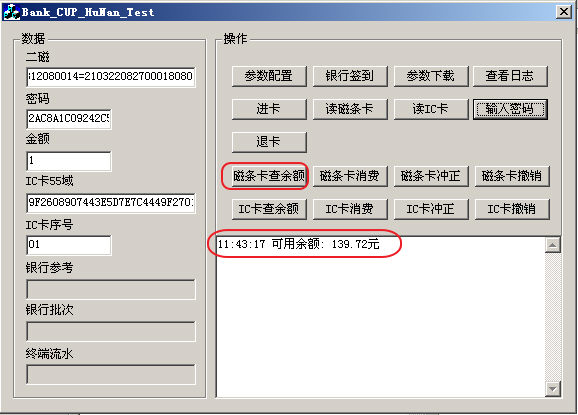 Bank_CUP_HuNan_Test
数据
二磁
12080014=210322082700018080
密码
2AC8A1C09242C5
金额
1
IC卡55域
9F2608907443E5D7E7C4449F270
IC卡序号
01
银行参考
银行批次
终端流水
操作
参数配置 银行签到 参数下载 查看日志
进卡 读磁条卡 读IC卡 输入密码
退卡
磁条卡查余额 磁条卡消费 磁条卡冲正 磁条卡撤销
IC卡查余额 IC卡消费 IC卡冲正 IC卡撤销
11:43:17 可用余额: 139.72元